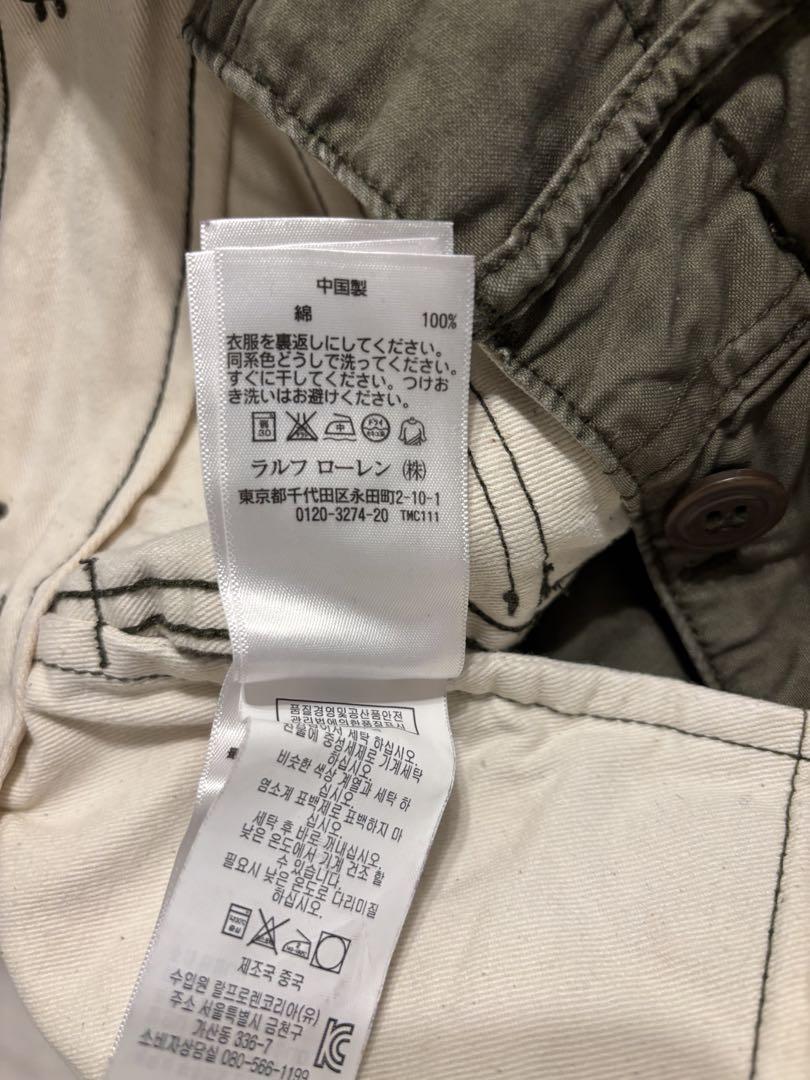 中国製
綿 100%
衣服を裏返しにしてください。
同系色どうしで洗ってください。
すぐに干してください。つけお
き洗いはお避けください。
弱 30 中 ドライ
ラルフ ローレン (株)
東京都千代田区永田町2-10-1
0120-3274-20 TMC111
품질경영및공산품안전
관리법에의한품질표시
찬물에 중성세제로 기계세탁
하십시오.
비슷한 색상 계열과 세탁 하
십시오.
염소계 표백제로 표백하지 마
십시오.
세탁 후 바로 꺼내십시오.
낮은 온도에서 기계 건조 할
수 있습니다.
필요시 낮은 온도로 다리미질
하십시오.
제조국 중국
수입원 랄프로렌코리아(유)
주소 서울특별시 금천구
가산동 336-7
소비자상담실 080-566-1199